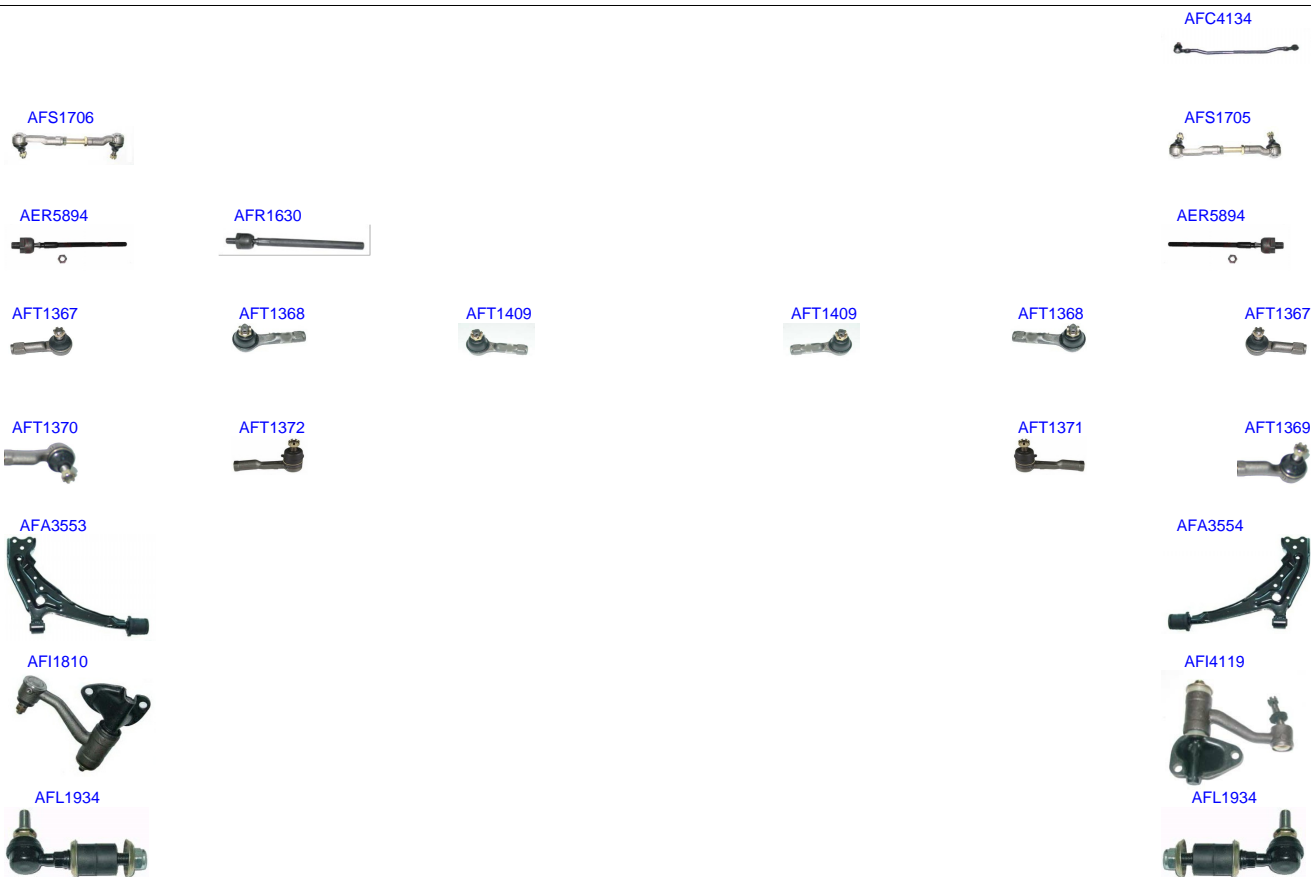 AFC4134
AFS1706 AFS1705
AER5894 AFR1630 AER5894
AFT1367 AFT1368 AFT1409 AFT1409 AFT1368 AFT1367
AFT1370 AFT1372 AFT1371 AFT1369
AFA3553 AFA3554
AFI1810 AFI4119
AFL1934 AFL1934